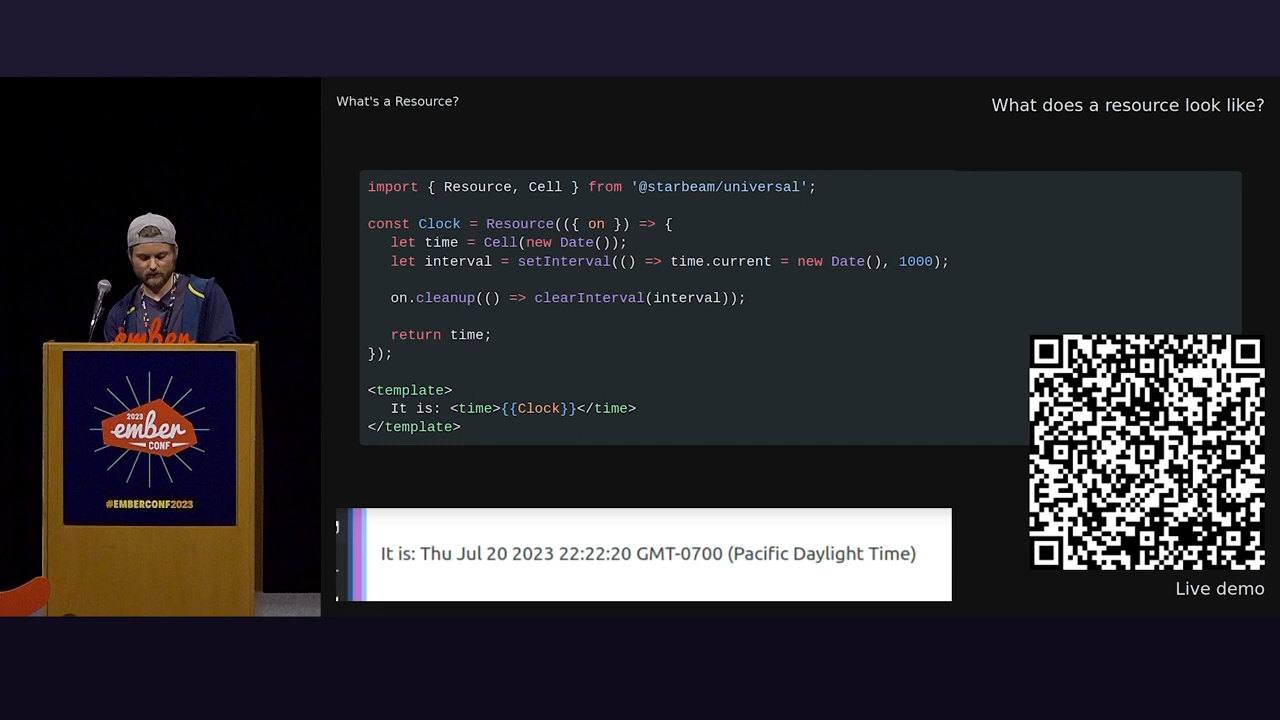 What's a Resource?
What does a resource look like?
import { Resource, Cell } from '@starbeam/universal';
const Clock = Resource(({ on }) => {
let time = Cell(new Date());
let interval = setInterval(() => time.current = new Date(), 1000);
on.cleanup(() => clearInterval(interval));
return time;
});
<template>
It is: <time>{{Clock}}</time>
</template>
It is: Thu Jul 20 2023 22:22:20 GMT-0700 (Pacific Daylight Time)
Live demo
ember
2023
ember
CONF
#EMBERCONF2023